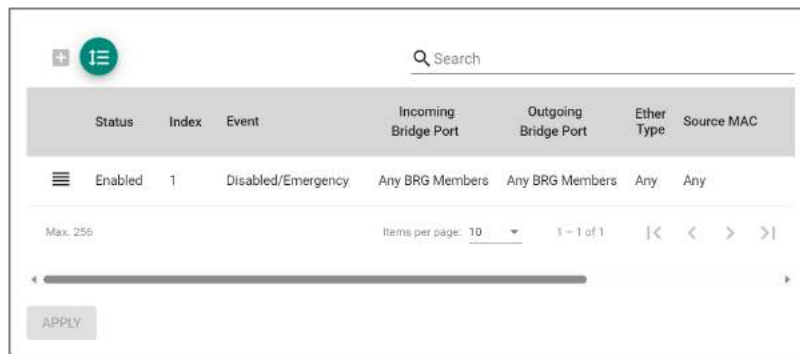 Search
Status Index Event Incoming Bridge Port Outgoing Bridge Port Ether Type Source MAC
Enabled 1 Disabled/Emergency Any BRG Members Any BRG Members Any Any
Max. 256 Items per page: 10 1 – 1 of 1
APPLY